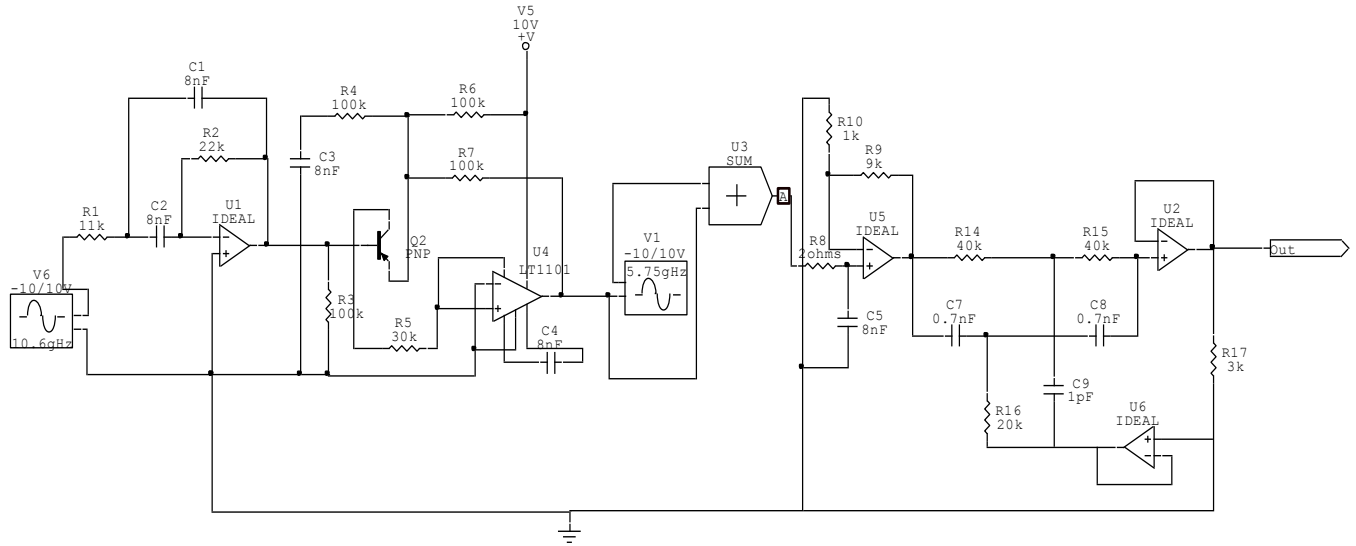 V5
10V
+V
C1
8nF
R4
100k
R6
100k
R2
22k
C3
8nF
R7
100k
U3
SUM
A
R10
1k
R9
9k
R1
11k
C2
8nF
U1
IDEAL
Q2
PNP
U4
LT1101
V1
-10/10V
5.75gHz
R8
2ohms
U5
IDEAL
R14
40k
R15
40k
U2
IDEAL
Out
V6
-10/10V
10.6gHz
R3
100k
R5
30k
C4
8nF
C5
8nF
C7
0.7nF
C8
0.7nF
R17
3k
C9
1pF
R16
20k
U6
IDEAL